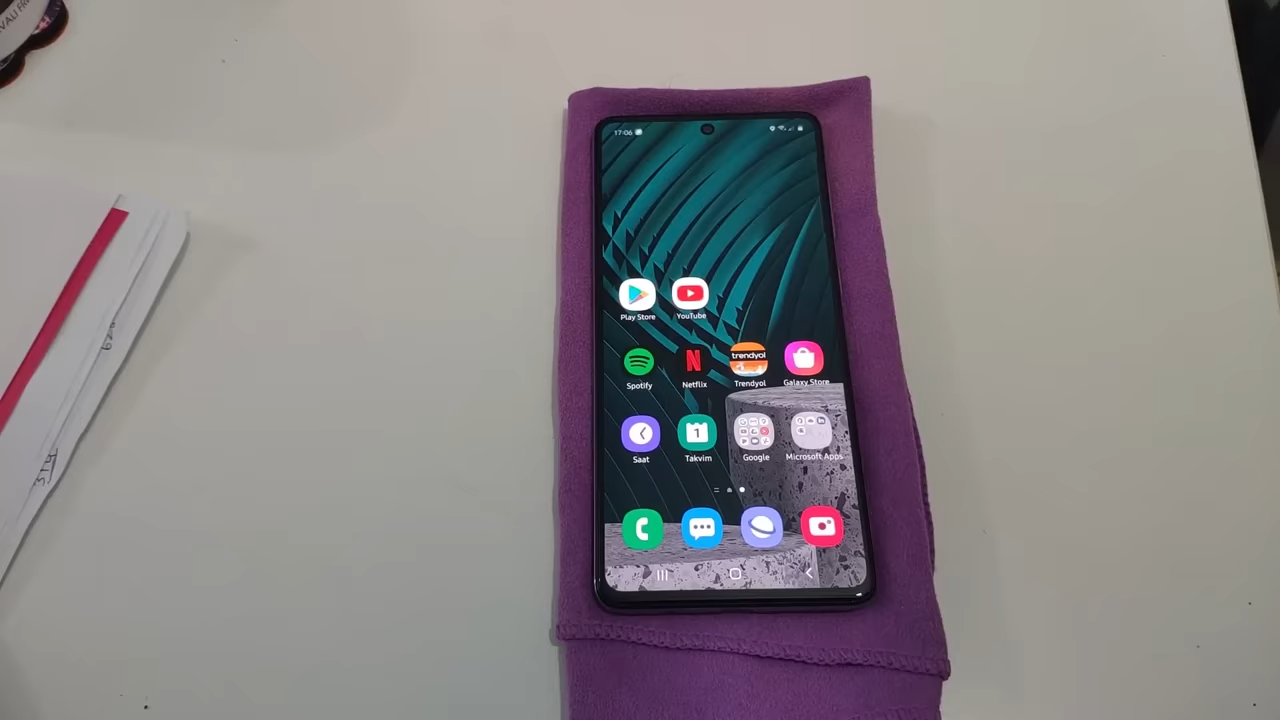 17:06
Play Store
YouTube
Spotify
Netflix
trendyol
Trendyol
Galaxy Store
Saat
1
Takvim
Google
Microsoft Apps